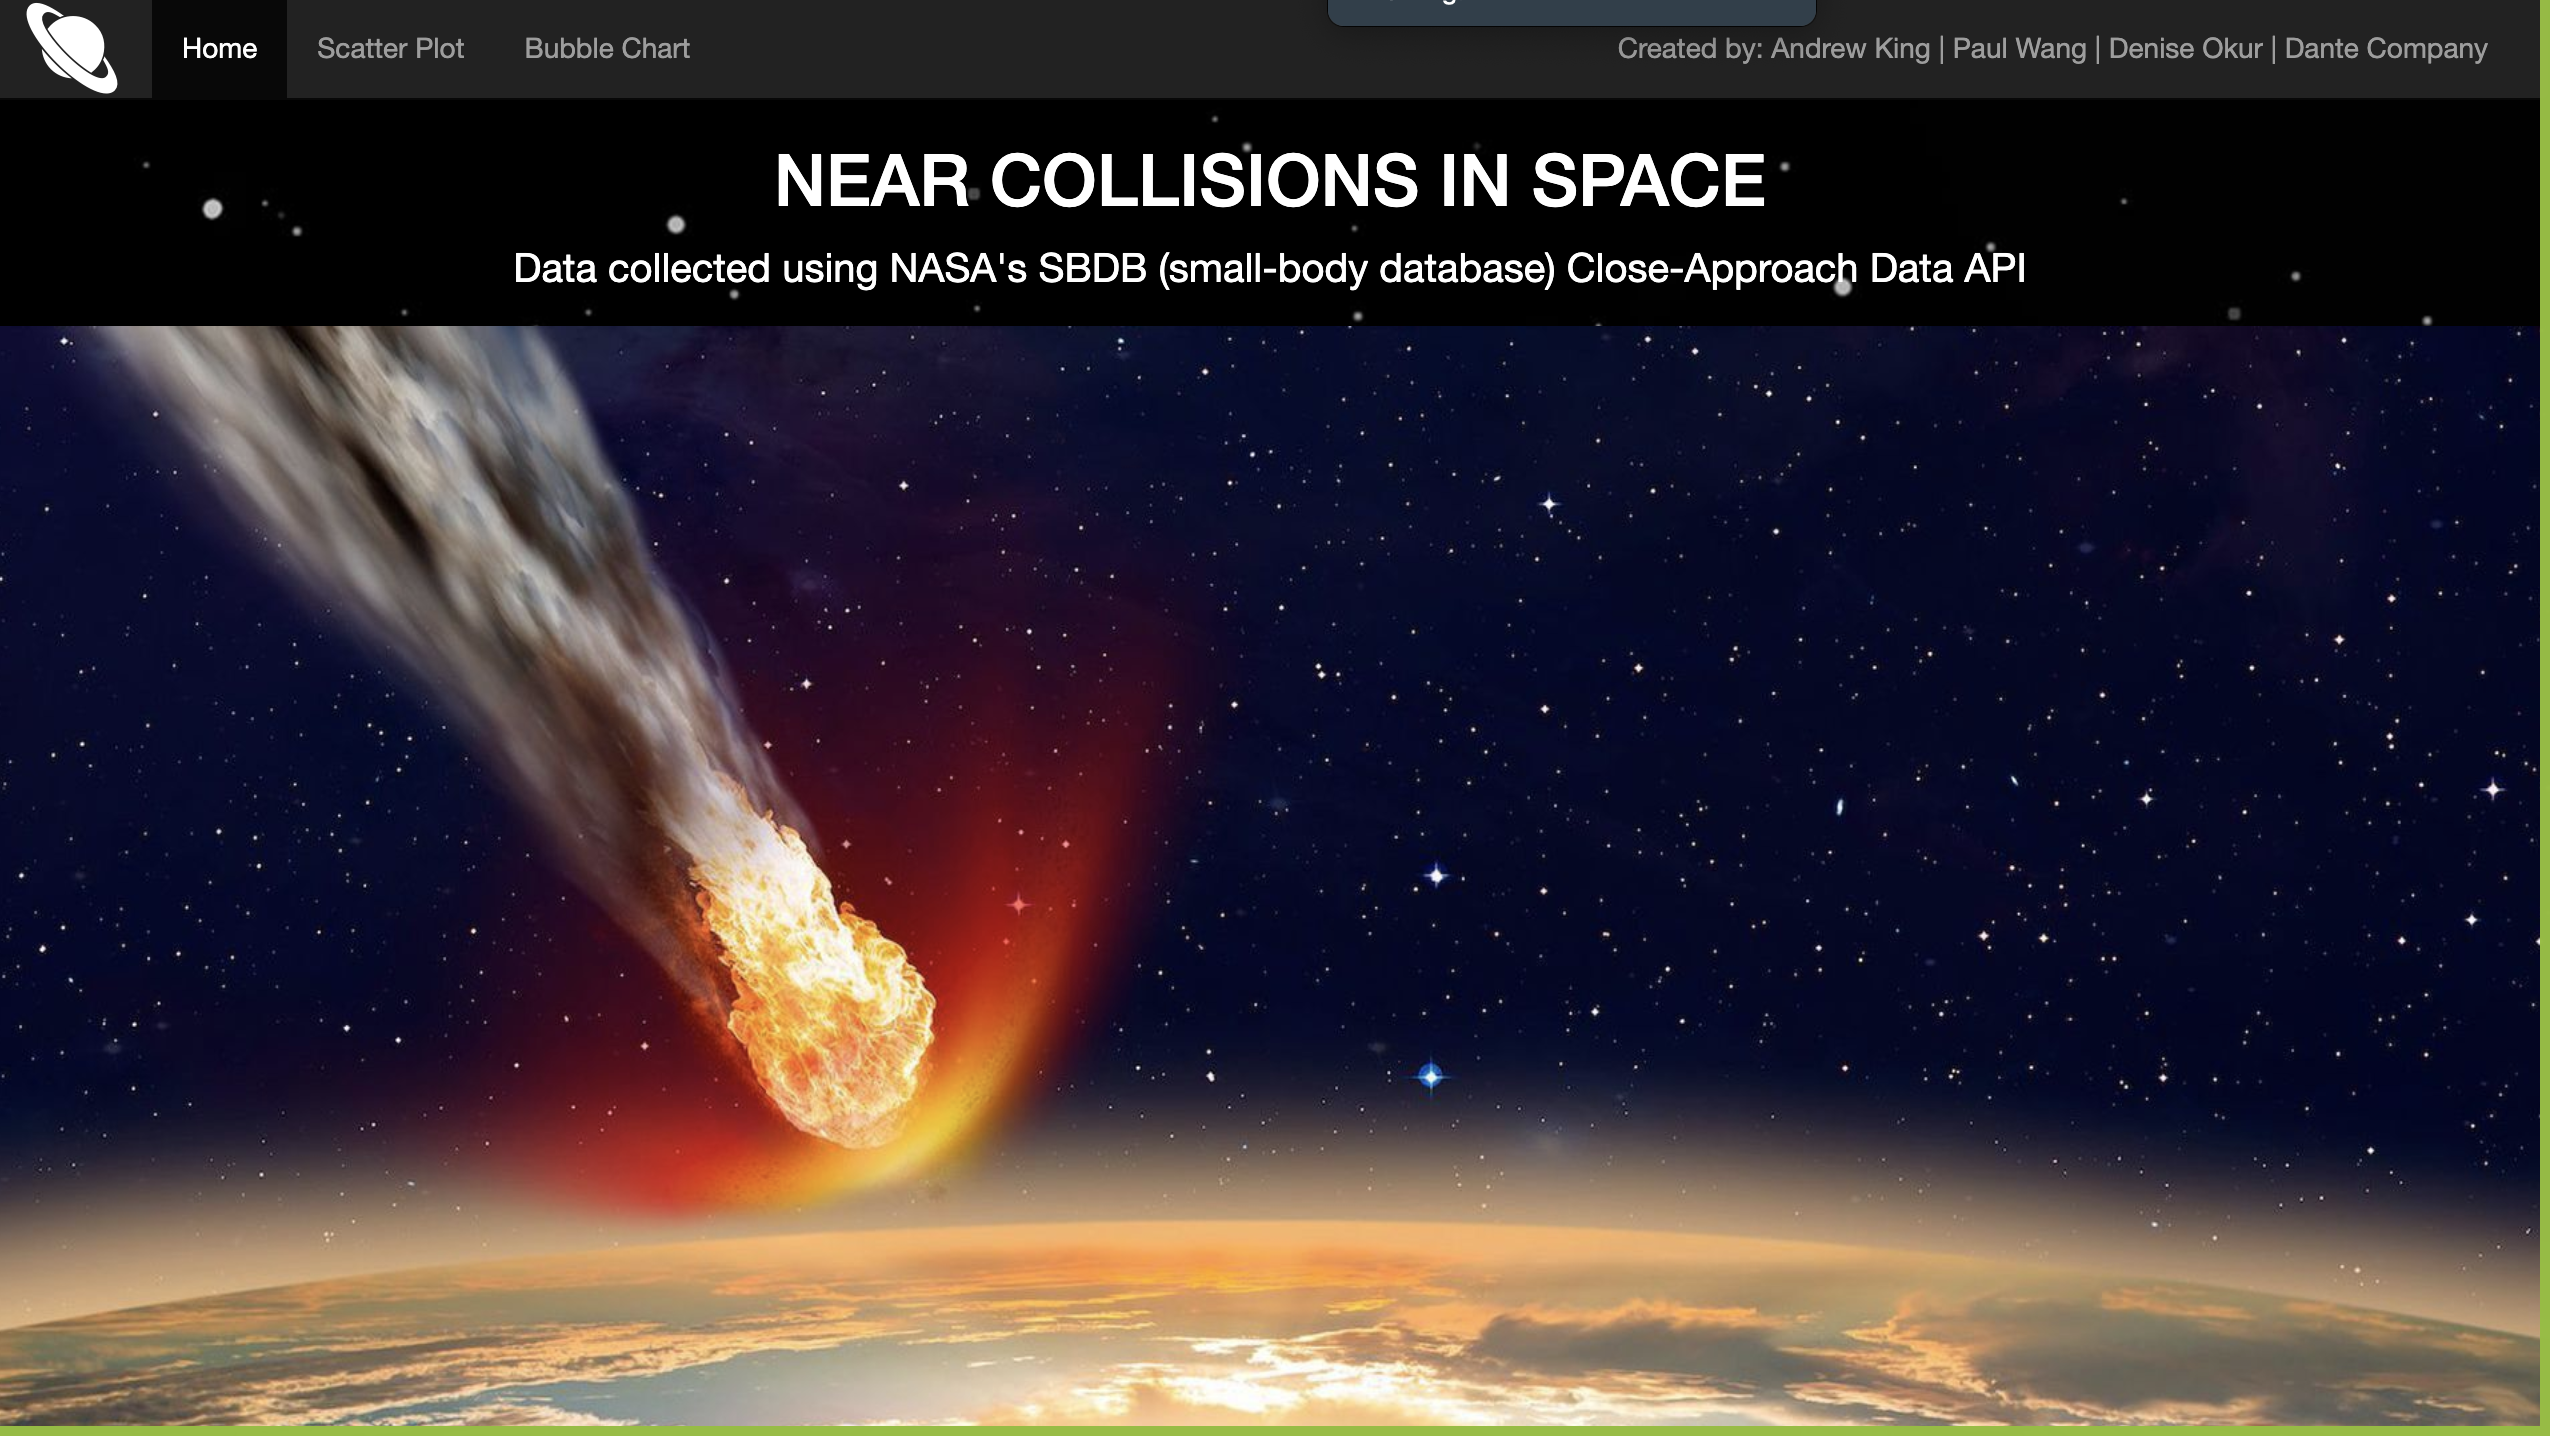 Home Scatter Plot Bubble Chart Created by: Andrew King | Paul Wang | Denise Okur | Dante Company
NEAR COLLISIONS IN SPACE
Data collected using NASA's SBDB (small-body database) Close-Approach Data API